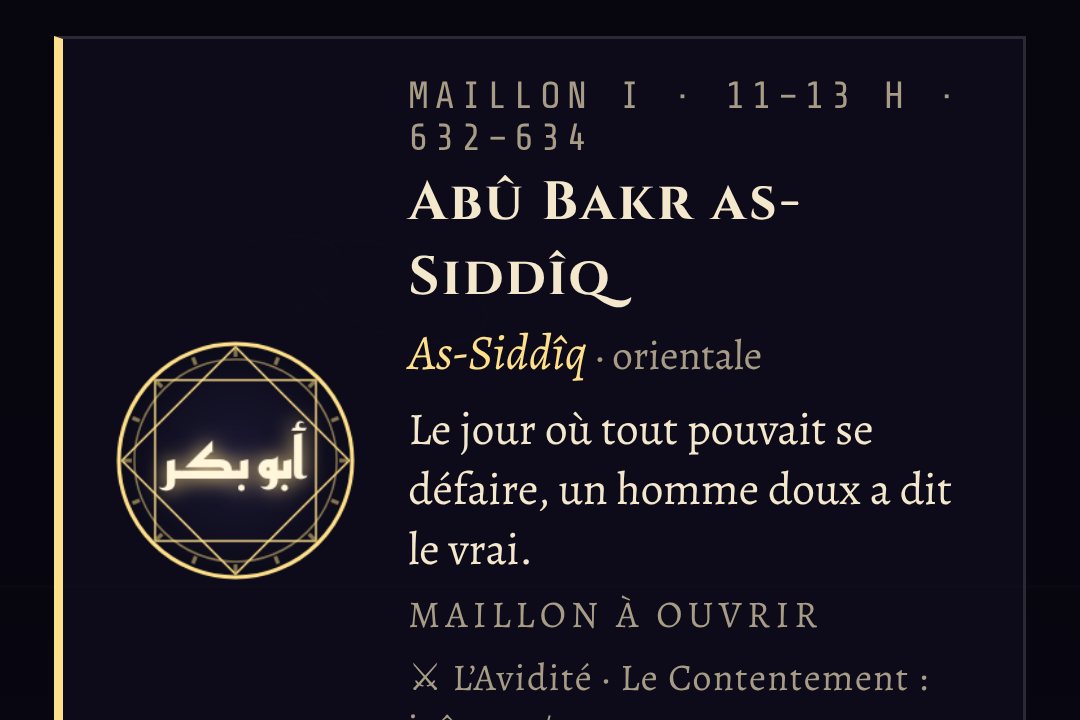 MAILLON I · 11–13 H ·
632–634
ABÛ BAKR AS-
SIDDÎQ
As-Siddîq · orientale
أبو بكر
Le jour où tout pouvait se
défaire, un homme doux a dit
le vrai.
MAILLON À OUVRIR
⚔ L’Avidité · Le Contentement :